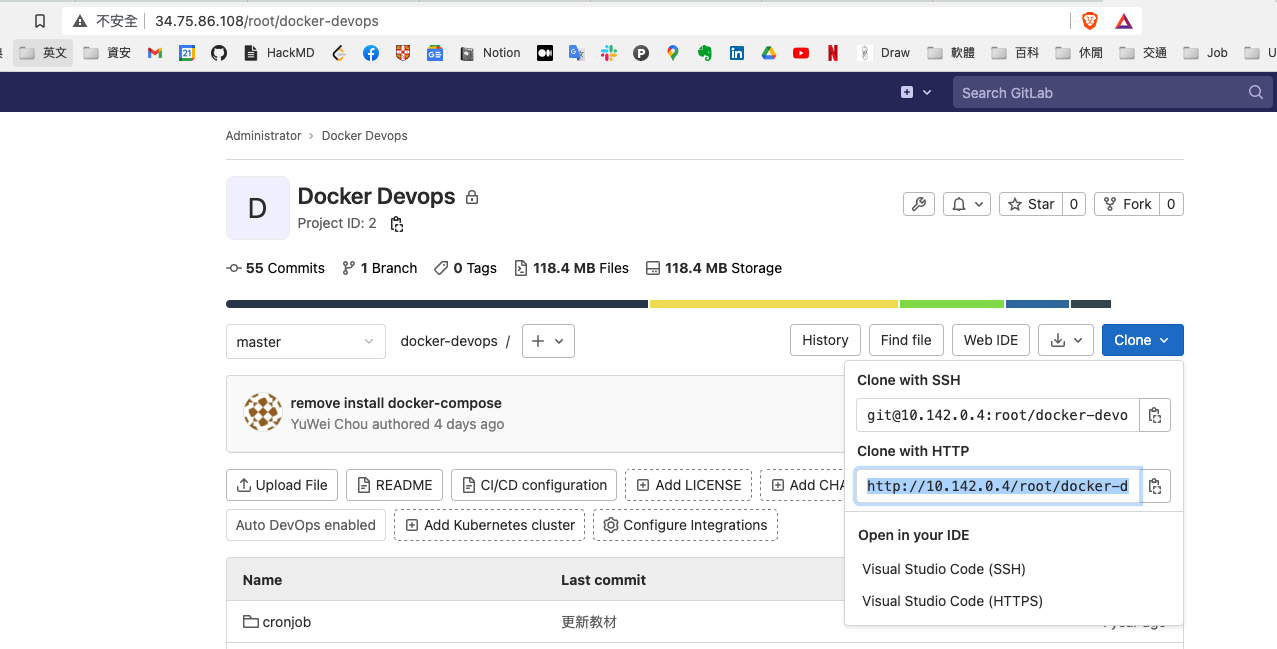 不安全 34.75.86.108/root/docker-devops
英文 資安 21 HackMD Notion Draw 軟體 百科 休閒 交通 Job U
Search GitLab
Administrator > Docker Devops
D
Docker Devops
Project ID: 2
Star 0 Fork 0
55 Commits 1 Branch 0 Tags 118.4 MB Files 118.4 MB Storage
master docker-devops / + History Find file Web IDE Clone
remove install docker-compose
YuWei Chou authored 4 days ago
Clone with SSH
git@10.142.0.4:root/docker-devo
Clone with HTTP
http://10.142.0.4/root/docker-d
Open in your IDE
Visual Studio Code (SSH)
Visual Studio Code (HTTPS)
Upload File README CI/CD configuration Add LICENSE Add CHA
Auto DevOps enabled Add Kubernetes cluster Configure Integrations
Name Last commit
cronjob 更新教材